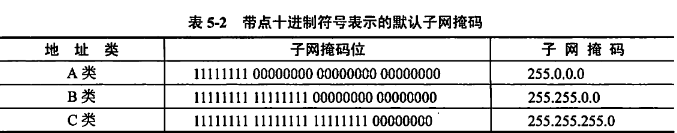 表 5-2 带点十进制符号表示的默认子网掩码
地 址 类 子网掩码位 子 网 掩 码
A 类 11111111 00000000 00000000 00000000 255.0.0.0
B 类 11111111 11111111 00000000 00000000 255.255.0.0
C 类 11111111 11111111 11111111 00000000 255.255.255.0